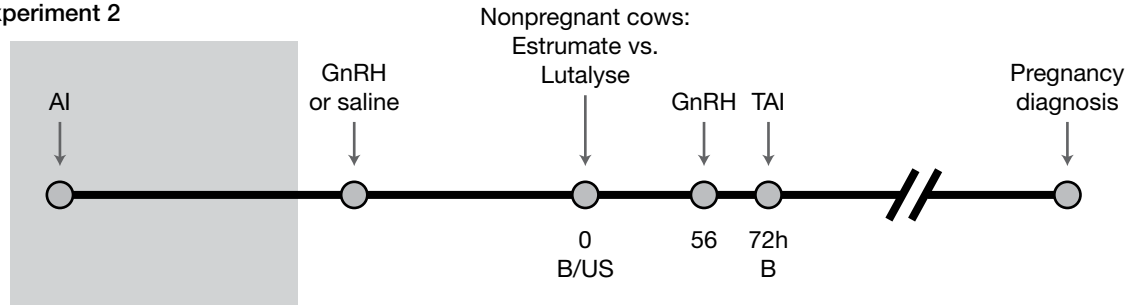 xperiment 2
Nonpregnant cows:
Estrumate vs.
Lutalyse
AI
GnRH
or saline
GnRH
TAI
Pregnancy
diagnosis
0
B/US
56
72h
B